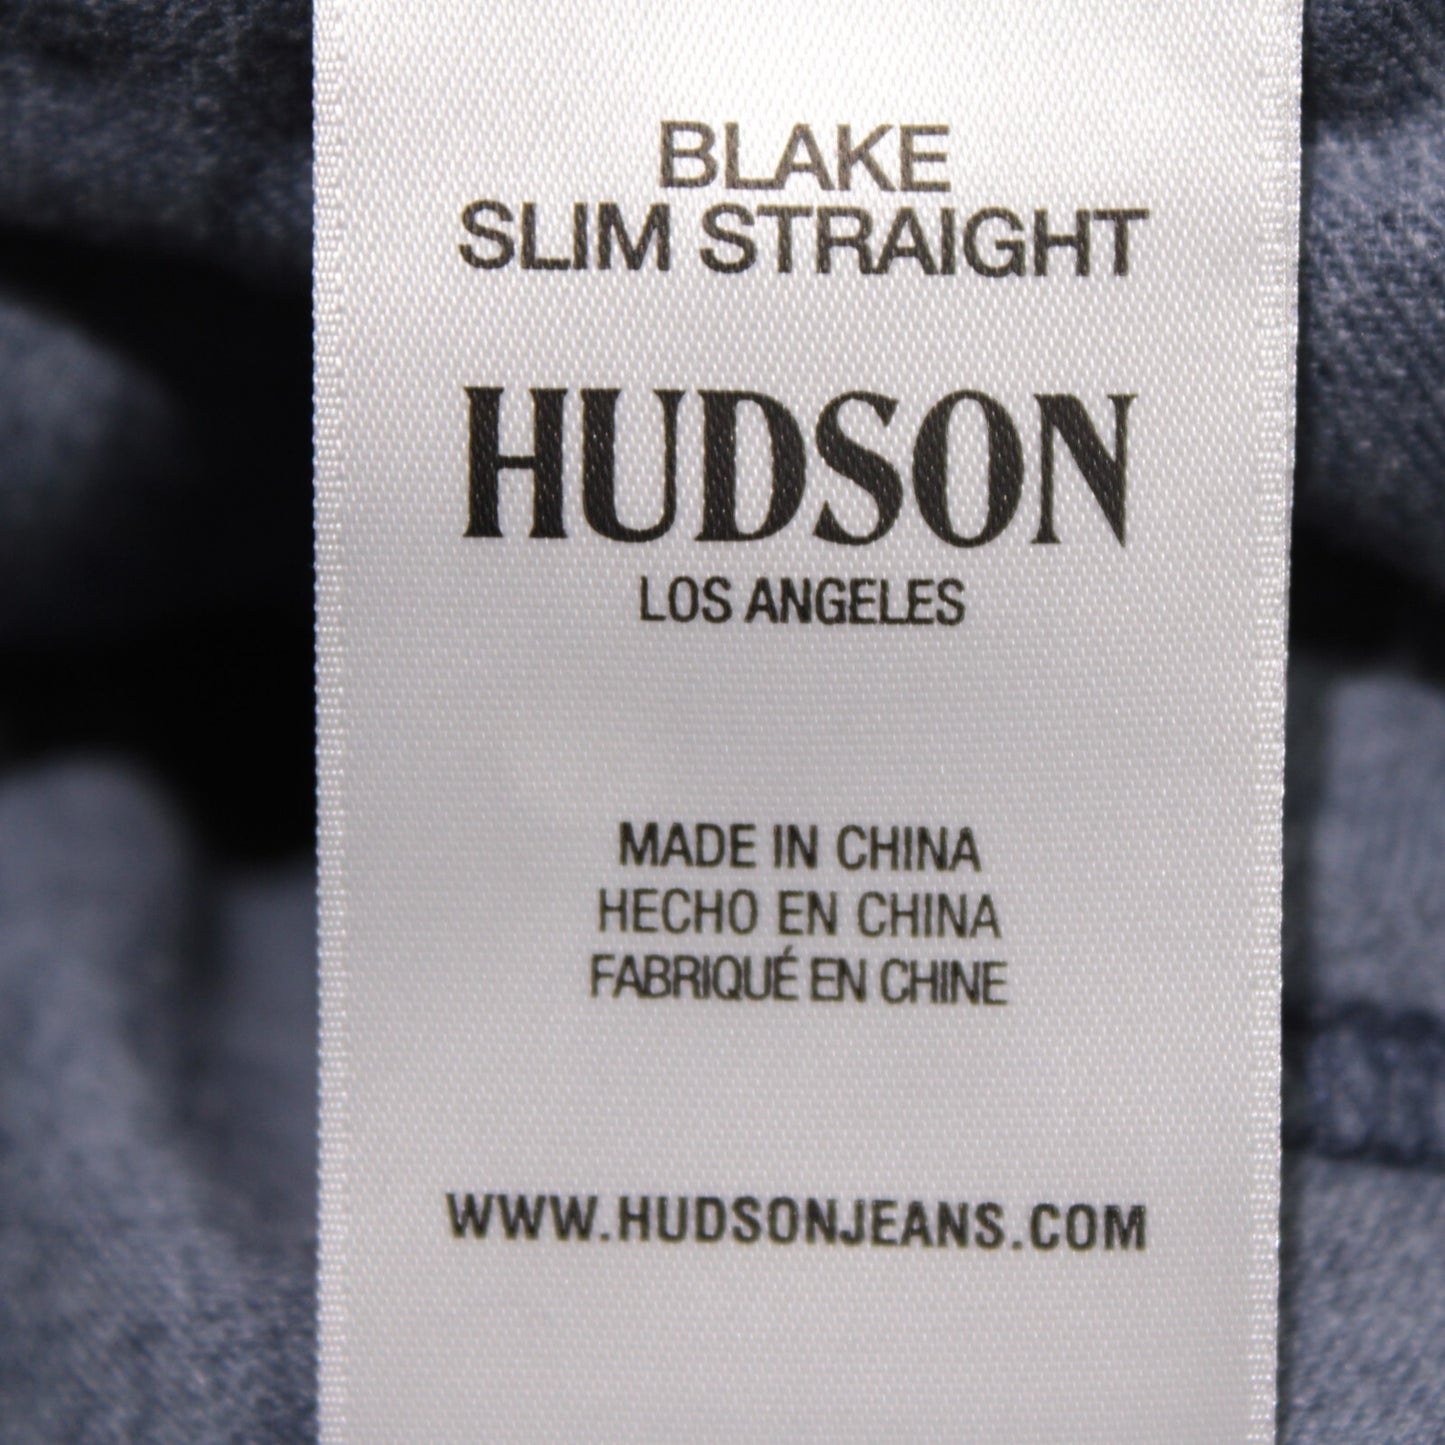 BLAKE
SLIM STRAIGHT
HUDSON
LOS ANGELES
MADE IN CHINA
HECHO EN CHINA
FABRIQUÉ EN CHINE
WWW.HUDSONJEANS.COM